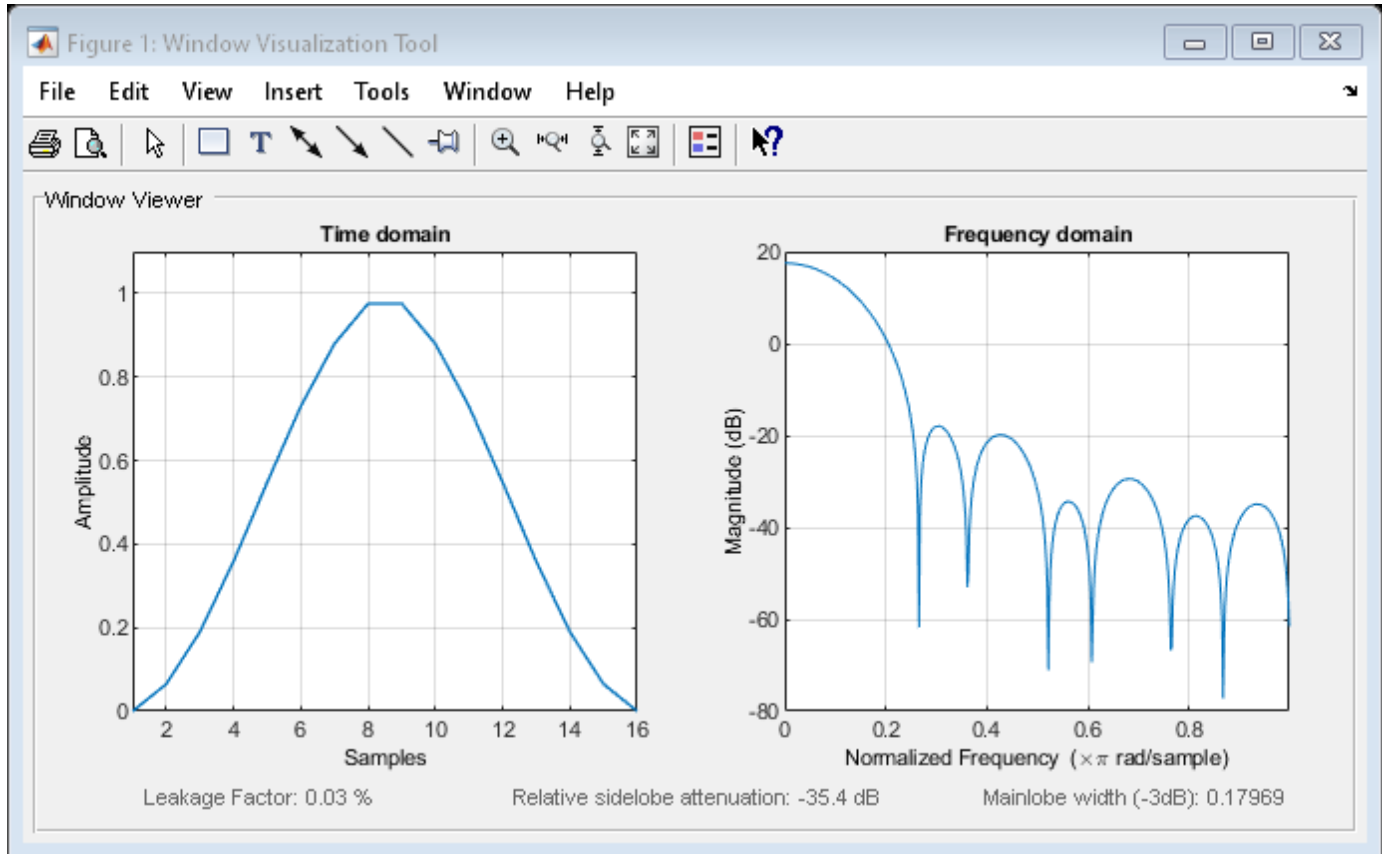 Figure 1: Window Visualization Tool
File Edit View Insert Tools Window Help
T ?
Window Viewer
Time domain
1
0.8
0.6
0.4
0.2
0
2 4 6 8 10 12 14 16
Amplitude
Samples
Frequency domain
20
0
-20
-40
-60
-80
0 0.2 0.4 0.6 0.8
Magnitude (dB)
Normalized Frequency (×π rad/sample)
Leakage Factor: 0.03 % Relative sidelobe attenuation: -35.4 dB Mainlobe width (-3dB): 0.17969